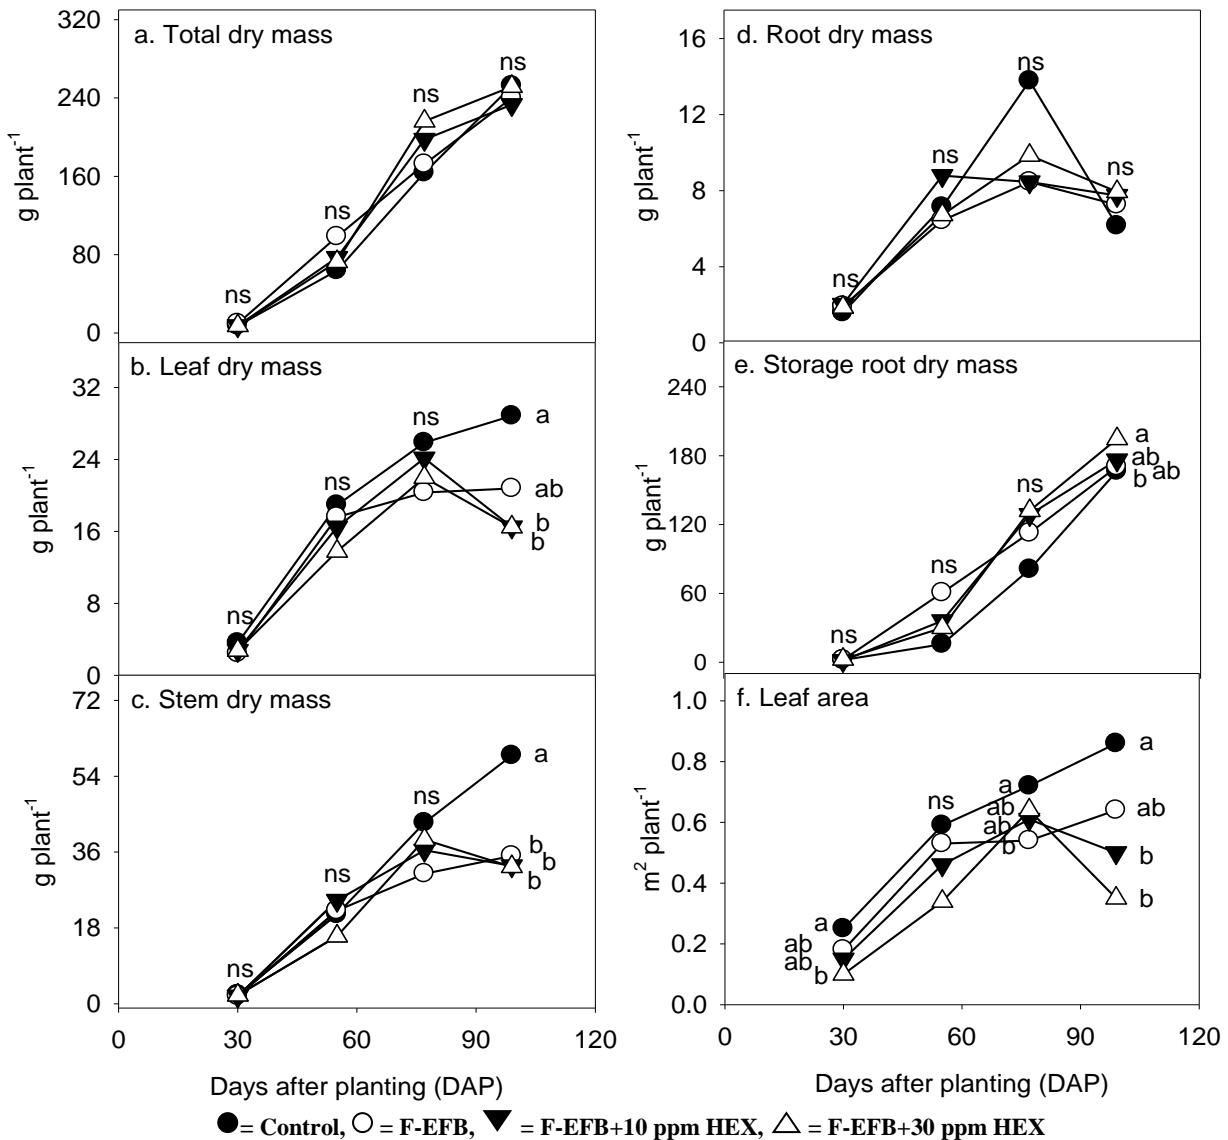 a. Total dry mass
320
240
160
80
0
g plant⁻¹
ns
ns
ns
ns
b. Leaf dry mass
32
24
16
8
0
g plant⁻¹
ns
ns
ns
a
ab
b
b
c. Stem dry mass
72
54
36
18
0
g plant⁻¹
ns
ns
ns
a
b
b
b
0 30 60 90 120
Days after planting (DAP)
d. Root dry mass
16
12
8
4
0
g plant⁻¹
ns
ns
ns
ns
e. Storage root dry mass
240
180
120
60
0
g plant⁻¹
ns
ns
ns
a
ab
b ab
f. Leaf area
1.0
0.8
0.6
0.4
0.2
0.0
m² plant⁻¹
a
ab
ab
b
ns
a
ab
ab
b
a
ab
b
b
0 30 60 90 120
Days after planting (DAP)
= Control, = F-EFB, = F-EFB+10 ppm HEX, = F-EFB+30 ppm HEX